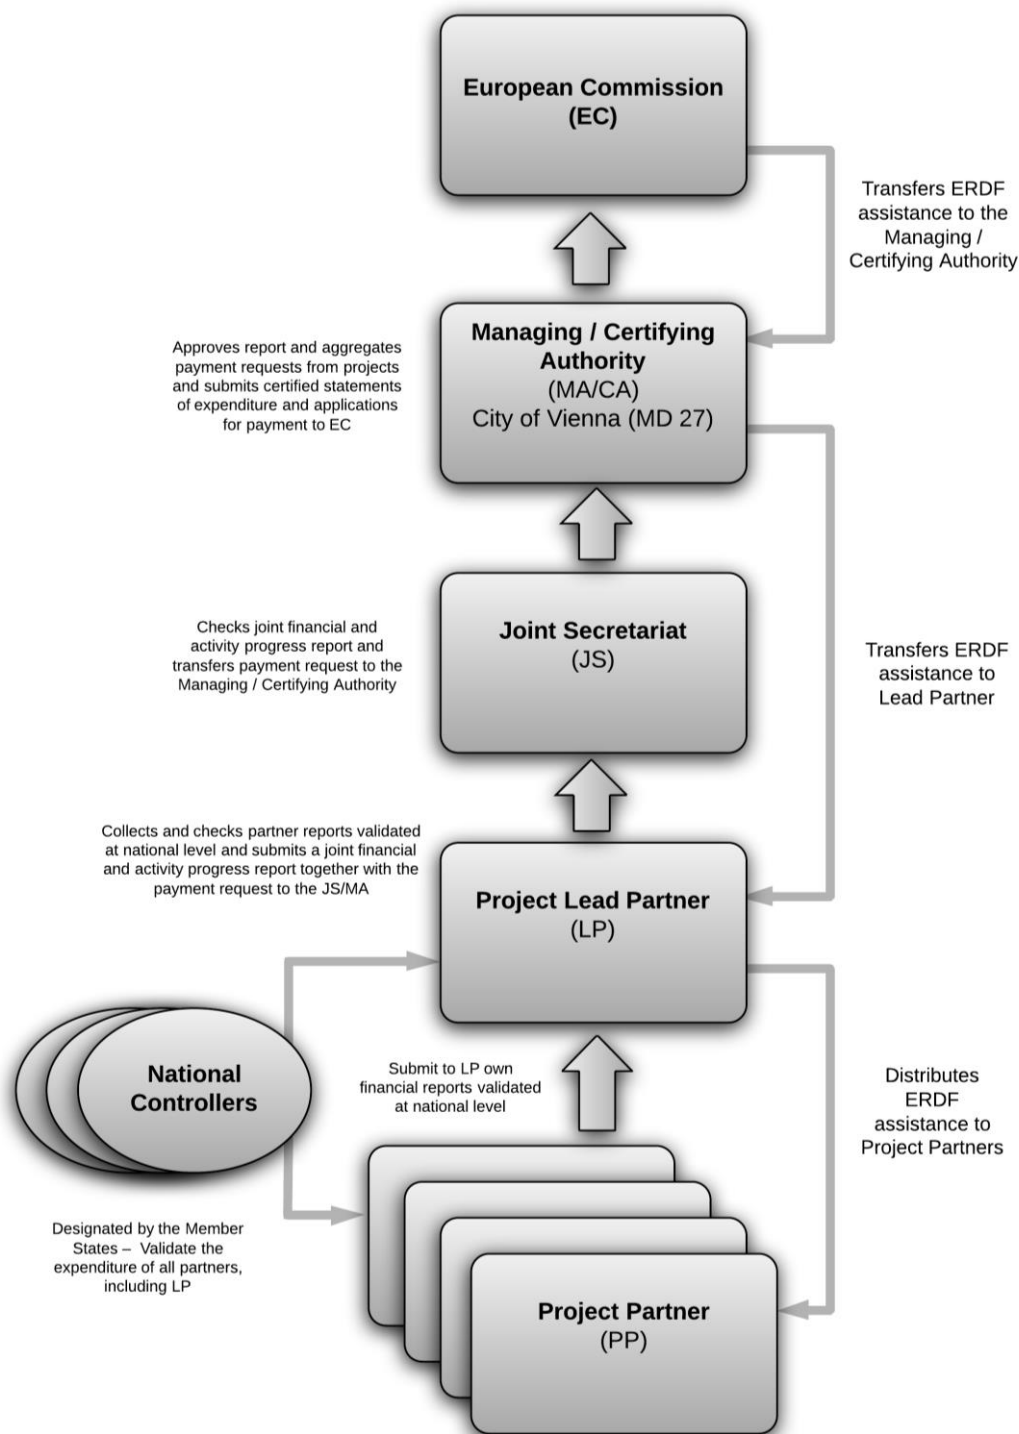 European Commission
(EC)
Transfers ERDF
assistance to the
Managing /
Certifying Authority
Managing / Certifying
Authority
(MA/CA)
City of Vienna (MD 27)
Approves report and aggregates
payment requests from projects
and submits certified statements
of expenditure and applications
for payment to EC
Joint Secretariat
(JS)
Checks joint financial and
activity progress report and
transfers payment request to the
Managing / Certifying Authority
Transfers ERDF
assistance to
Lead Partner
Collects and checks partner reports validated
at national level and submits a joint financial
and activity progress report together with the
payment request to the JS/MA
Project Lead Partner
(LP)
National
Controllers
Submit to LP own
financial reports validated
at national level
Distributes
ERDF
assistance to
Project Partners
Designated by the Member
States – Validate the
expenditure of all partners,
including LP
Project Partner
(PP)